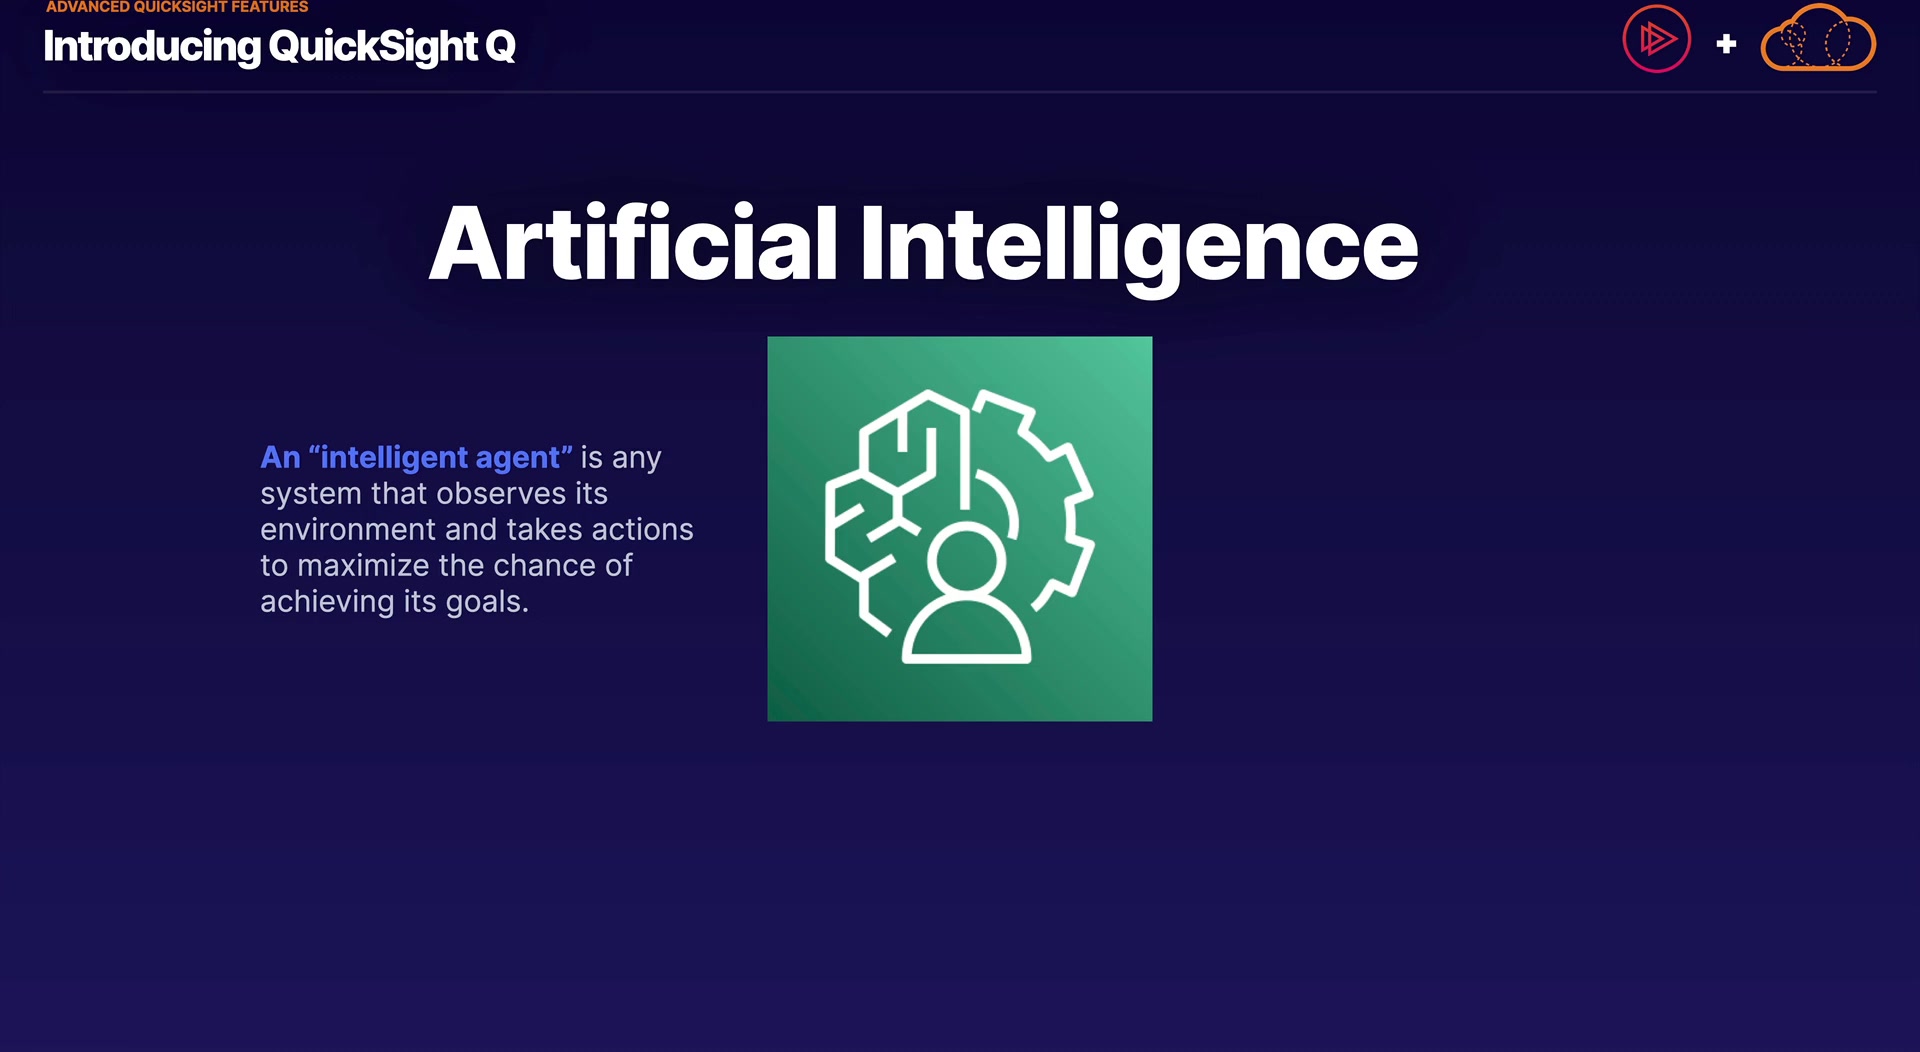 ADVANCED QUICKSIGHT FEATURES
Introducing QuickSight Q
+
Artificial Intelligence
An “intelligent agent” is any
system that observes its
environment and takes actions
to maximize the chance of
achieving its goals.